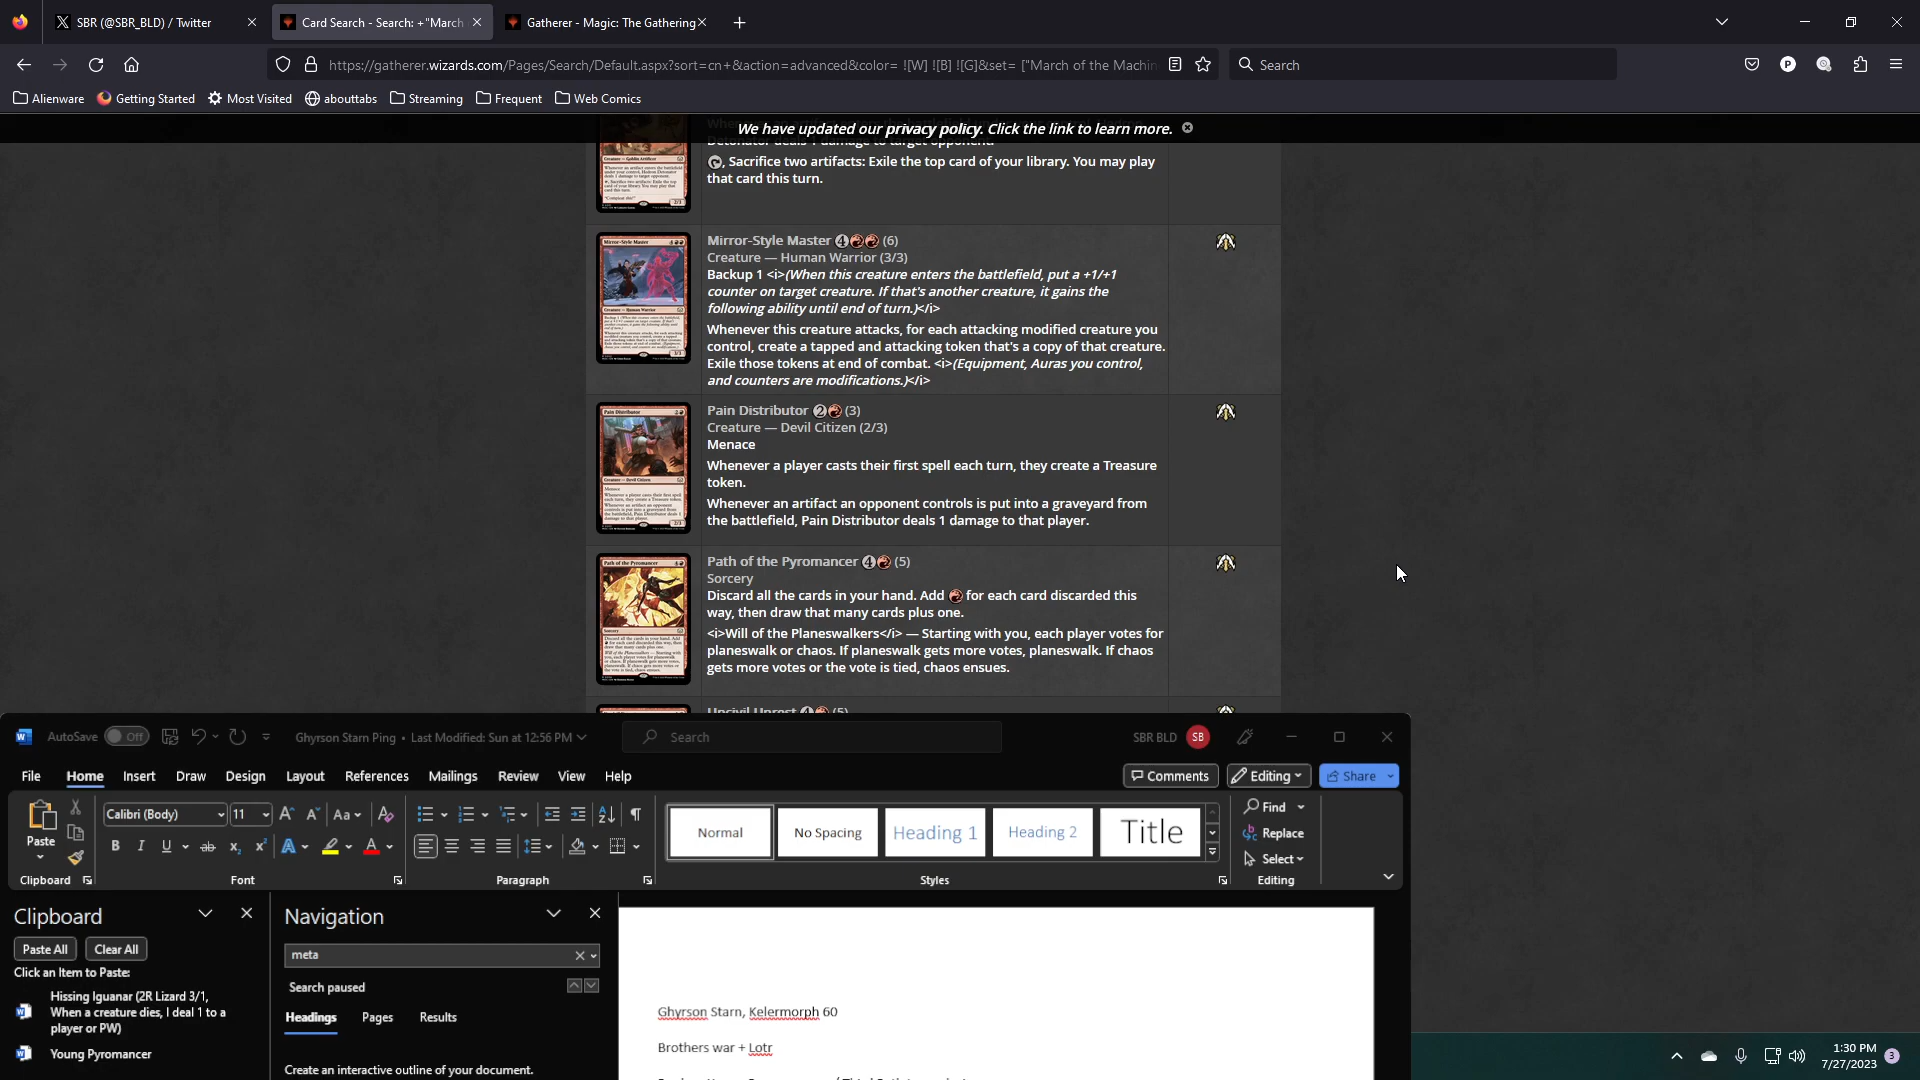 SBR (@SBR_BLD) / Twitter
Card Search - Search: +"March
Gatherer - Magic: The Gathering
https://gatherer.wizards.com/Pages/Search/Default.aspx?sort=cn+&action=advanced&color= ![W] ![B] ![G]&set= ["March of the Machin
Search
Alienware
Getting Started
Most Visited
abouttabs
Streaming
Frequent
Web Comics
We have updated our privacy policy. Click the link to learn more.
Detonator deals 1 damage to target opponent.
, Sacrifice two artifacts: Exile the top card of your library. You may play
that card this turn.
Mirror-Style Master 4 (6)
Creature — Human Warrior (3/3)
Backup 1 <i>(When this creature enters the battlefield, put a +1/+1
counter on target creature. If that's another creature, it gains the
following ability until end of turn.)</i>
Whenever this creature attacks, for each attacking modified creature you
control, create a tapped and attacking token that's a copy of that creature.
Exile those tokens at end of combat. <i>(Equipment, Auras you control,
and counters are modifications.)</i>
Pain Distributor 2 (3)
Creature — Devil Citizen (2/3)
Menace
Whenever a player casts their first spell each turn, they create a Treasure
token.
Whenever an artifact an opponent controls is put into a graveyard from
the battlefield, Pain Distributor deals 1 damage to that player.
Path of the Pyromancer 4 (5)
Sorcery
Discard all the cards in your hand. Add for each card discarded this
way, then draw that many cards plus one.
<i>Will of the Planeswalkers</i> — Starting with you, each player votes for
planeswalk or chaos. If planeswalk gets more votes, planeswalk. If chaos
gets more votes or the vote is tied, chaos ensues.
Uncivil Unrest 4 (5)
AutoSave Off
Ghyrson Starn Ping • Last Modified: Sun at 12:56 PM
Search
SBR BLD SB
File Home Insert Draw Design Layout References Mailings Review View Help
Comments Editing Share
Paste
Calibri (Body) 11
Normal
No Spacing
Heading 1
Heading 2
Title
Find
Replace
Select
Clipboard
Font
Paragraph
Styles
Editing
Clipboard
Paste All
Clear All
Click an Item to Paste:
Hissing Iguanar (2R Lizard 3/1,
When a creature dies, I deal 1 to a
player or PW)
Young Pyromancer
Navigation
meta
Search paused
Headings
Pages
Results
Create an interactive outline of your document.
Ghyrson Starn, Kelermorph 60
Brothers war + Lotr
1:30 PM
7/27/2023
3